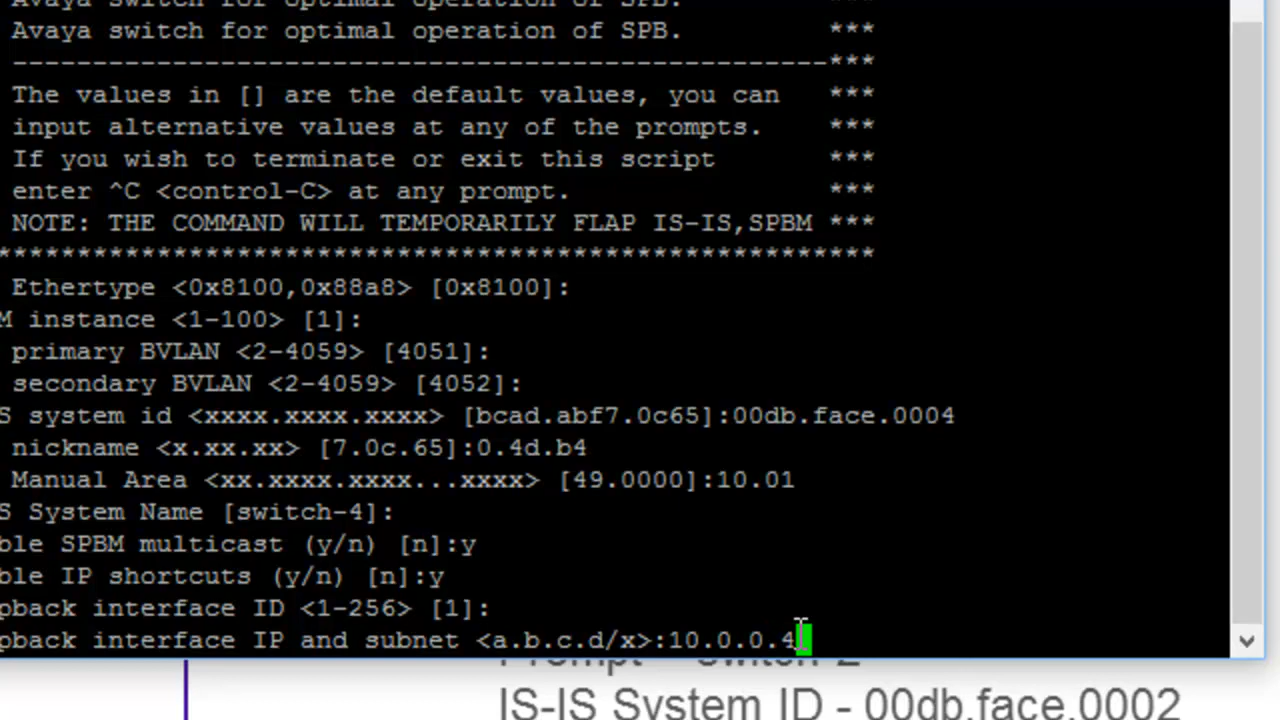 Avaya switch for optimal operation of SPB. ***
Avaya switch for optimal operation of SPB. ***
---------------------------------------------------***
The values in [] are the default values, you can ***
input alternative values at any of the prompts. ***
If you wish to terminate or exit this script ***
enter ^C <control-C> at any prompt. ***
NOTE: THE COMMAND WILL TEMPORARILY FLAP IS-IS,SPBM ***
*******************************************************
Ethertype <0x8100,0x88a8> [0x8100]:
M instance <1-100> [1]:
primary BVLAN <2-4059> [4051]:
secondary BVLAN <2-4059> [4052]:
S system id <xxxx.xxxx.xxxx> [bcad.abf7.0c65]:00db.face.0004
nickname <x.xx.xx> [7.0c.65]:0.4d.b4
Manual Area <xx.xxxx.xxxx...xxxx> [49.0000]:10.01
S System Name [switch-4]:
ble SPBM multicast (y/n) [n]:y
ble IP shortcuts (y/n) [n]:y
pback interface ID <1-256> [1]:
pback interface IP and subnet <a.b.c.d/x>:10.0.0.4
Prompt - switch-2
IS-IS System ID - 00db.face.0002